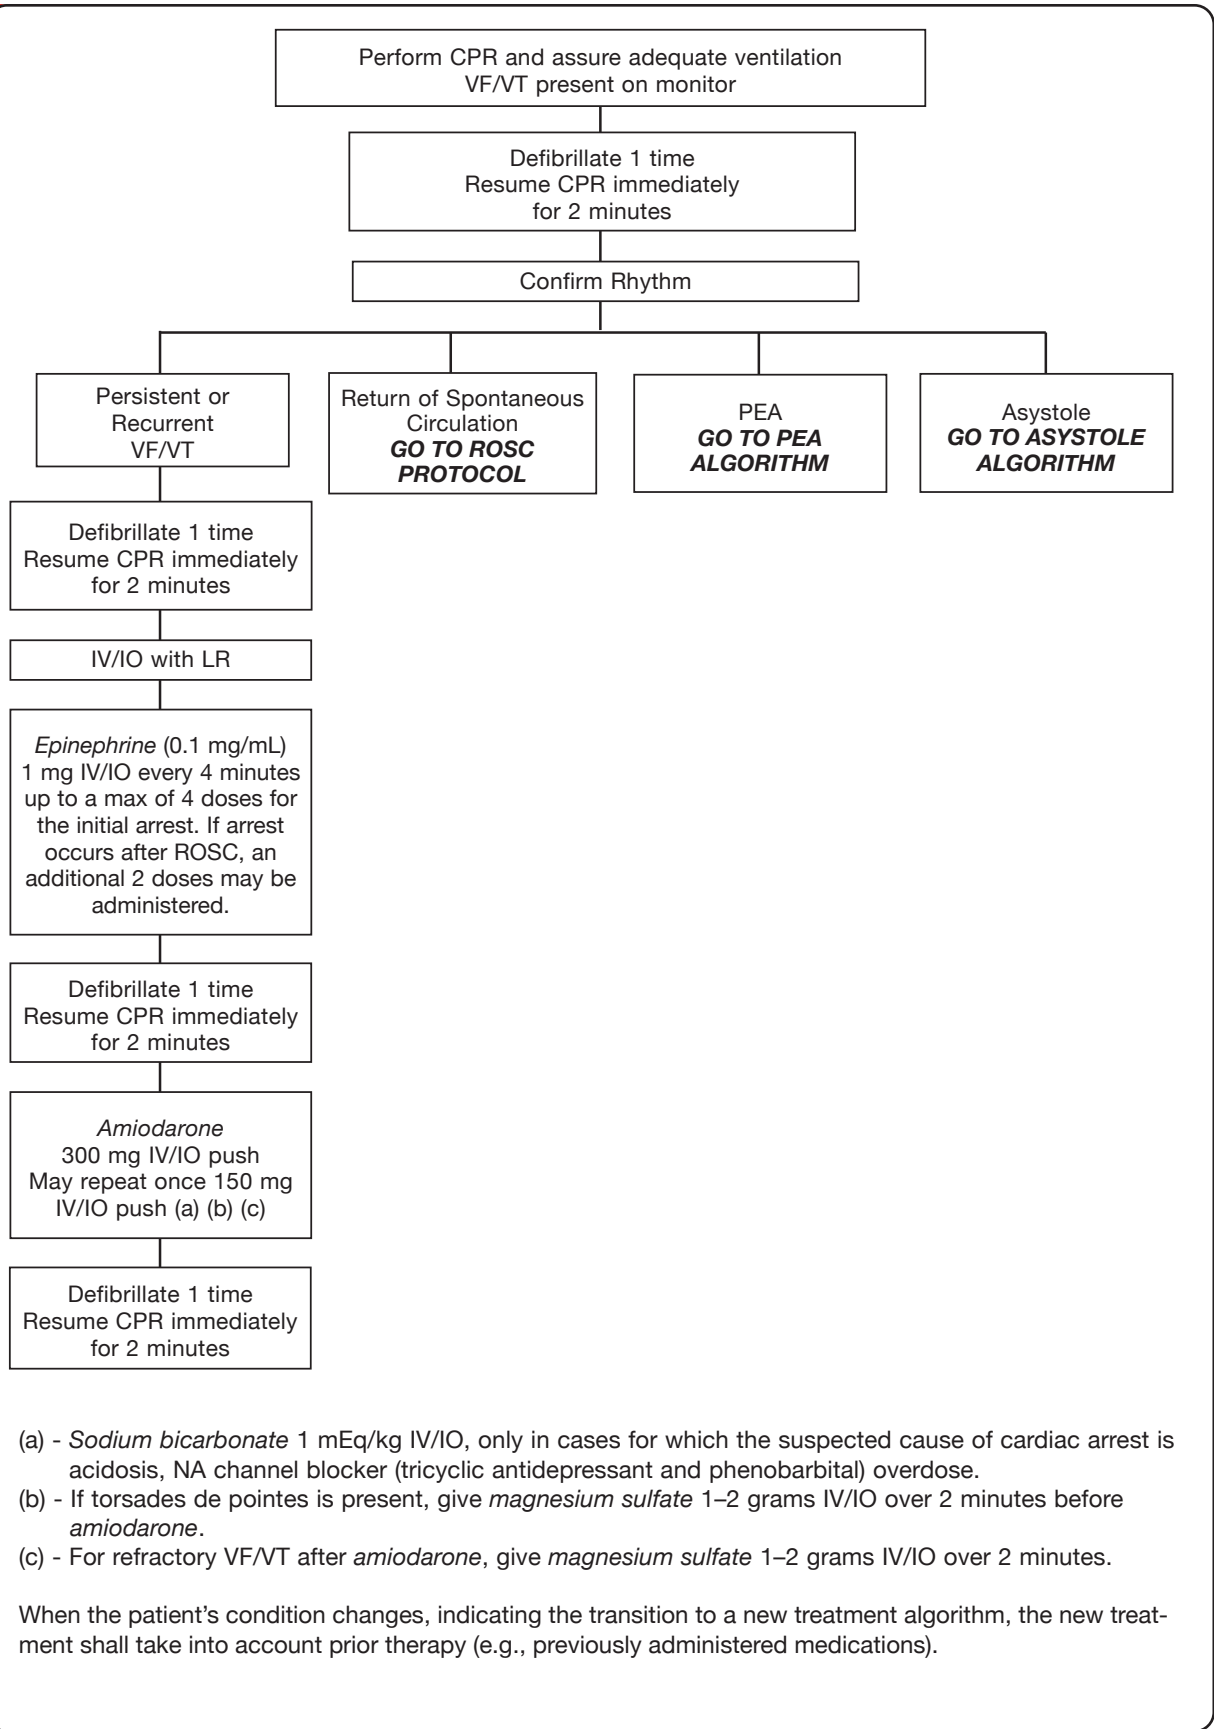 Perform CPR and assure adequate ventilation
VF/VT present on monitor
Defibrillate 1 time
Resume CPR immediately
for 2 minutes
Confirm Rhythm
Persistent or
Recurrent
VF/VT
Return of Spontaneous
Circulation
GO TO ROSC
PROTOCOL
PEA
GO TO PEA
ALGORITHM
Asystole
GO TO ASYSTOLE
ALGORITHM
Defibrillate 1 time
Resume CPR immediately
for 2 minutes
IV/IO with LR
Epinephrine (0.1 mg/mL)
1 mg IV/IO every 4 minutes
up to a max of 4 doses for
the initial arrest. If arrest
occurs after ROSC, an
additional 2 doses may be
administered.
Defibrillate 1 time
Resume CPR immediately
for 2 minutes
Amiodarone
300 mg IV/IO push
May repeat once 150 mg
IV/IO push (a) (b) (c)
Defibrillate 1 time
Resume CPR immediately
for 2 minutes
(a) - Sodium bicarbonate 1 mEq/kg IV/IO, only in cases for which the suspected cause of cardiac arrest is
acidosis, NA channel blocker (tricyclic antidepressant and phenobarbital) overdose.
(b) - If torsades de pointes is present, give magnesium sulfate 1–2 grams IV/IO over 2 minutes before
amiodarone.
(c) - For refractory VF/VT after amiodarone, give magnesium sulfate 1–2 grams IV/IO over 2 minutes.
When the patient’s condition changes, indicating the transition to a new treatment algorithm, the new treat-
ment shall take into account prior therapy (e.g., previously administered medications).